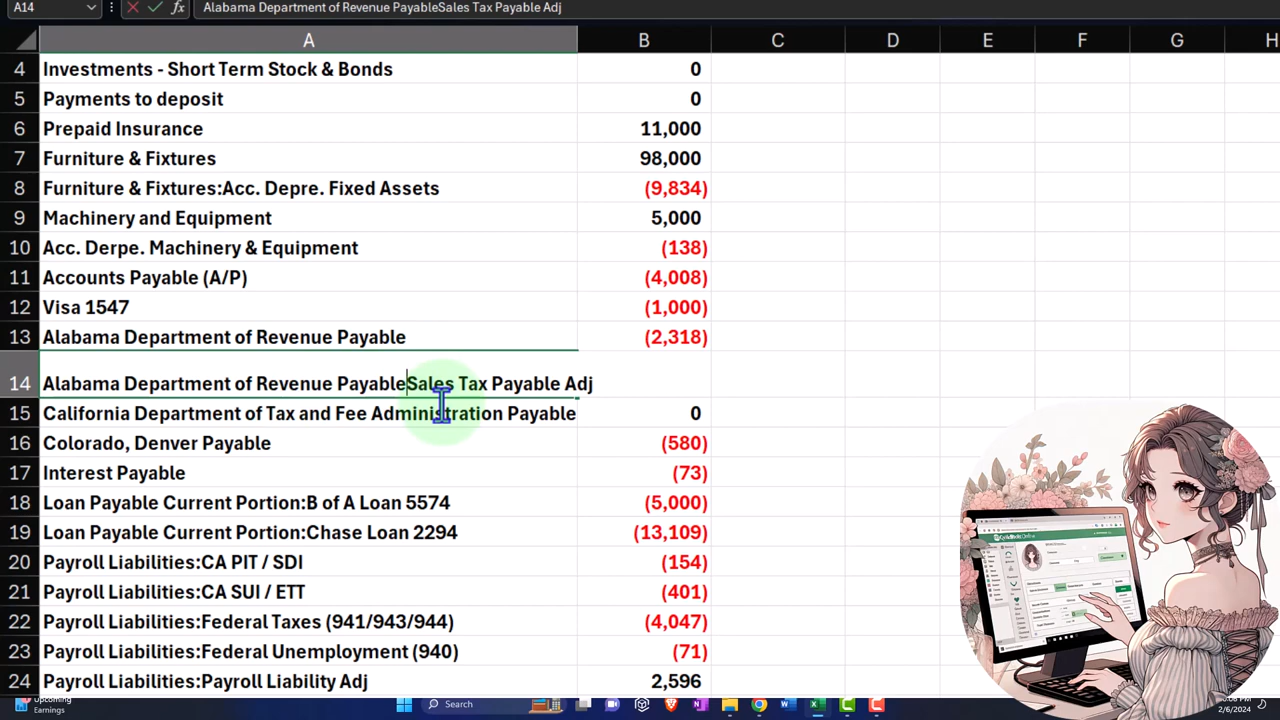 A14
Alabama Department of Revenue PayableSales Tax Payable Adj
A B C D E F G H
4 Investments - Short Term Stock & Bonds 0
5 Payments to deposit 0
6 Prepaid Insurance 11,000
7 Furniture & Fixtures 98,000
8 Furniture & Fixtures:Acc. Depre. Fixed Assets (9,834)
9 Machinery and Equipment 5,000
10 Acc. Derpe. Machinery & Equipment (138)
11 Accounts Payable (A/P) (4,008)
12 Visa 1547 (1,000)
13 Alabama Department of Revenue Payable (2,318)
14 Alabama Department of Revenue PayableSales Tax Payable Adj
15 California Department of Tax and Fee Administration Payable 0
16 Colorado, Denver Payable (580)
17 Interest Payable (73)
18 Loan Payable Current Portion:B of A Loan 5574 (5,000)
19 Loan Payable Current Portion:Chase Loan 2294 (13,109)
20 Payroll Liabilities:CA PIT / SDI (154)
21 Payroll Liabilities:CA SUI / ETT (401)
22 Payroll Liabilities:Federal Taxes (941/943/944) (4,047)
23 Payroll Liabilities:Federal Unemployment (940) (71)
24 Payroll Liabilities:Payroll Liability Adj 2,596
Upcoming
Earnings
Search
2/6/2024